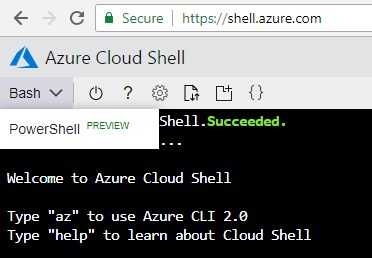 Secure https://shell.azure.com
Azure Cloud Shell
Bash ? {}
PowerShell PREVIEW
Shell.Succeeded.
...
Welcome to Azure Cloud Shell
Type "az" to use Azure CLI 2.0
Type "help" to learn about Cloud Shell